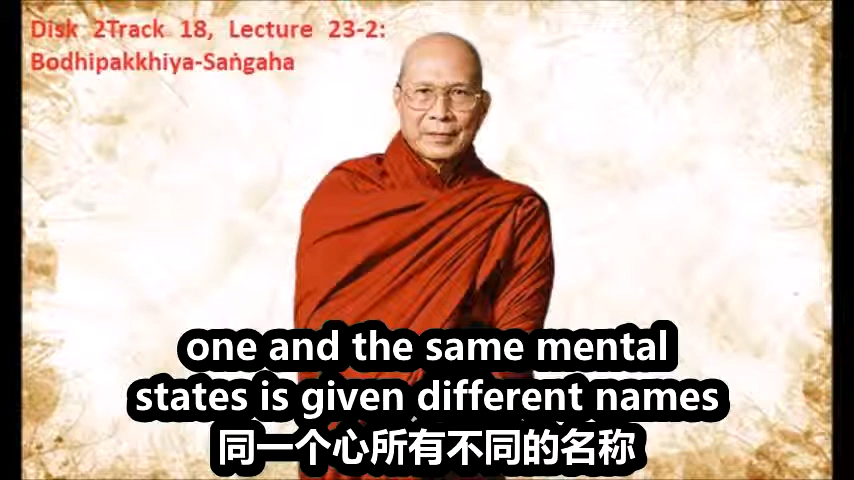 Disk 2Track 18, Lecture 23-2:
Bodhipakkhiya-Saṅgaha
one and the same mental
states is given different names
同一个心所有不同的名称